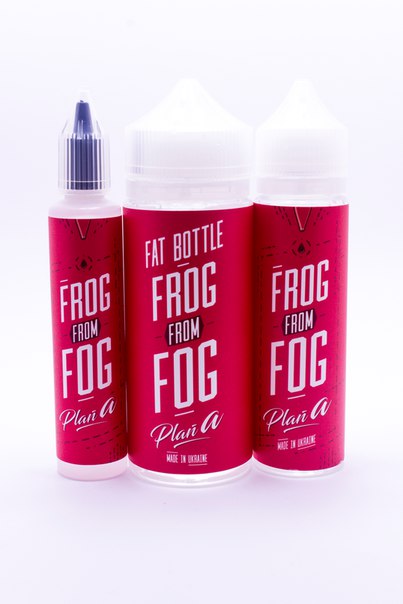 FROG
FROM
FOG
Plan a
FAT BOTTLE
FROG
FROM
FOG
Plan a
MADE IN UKRAINE
FROG
FROM
FOG
Plan a
MADE IN UKRAINE